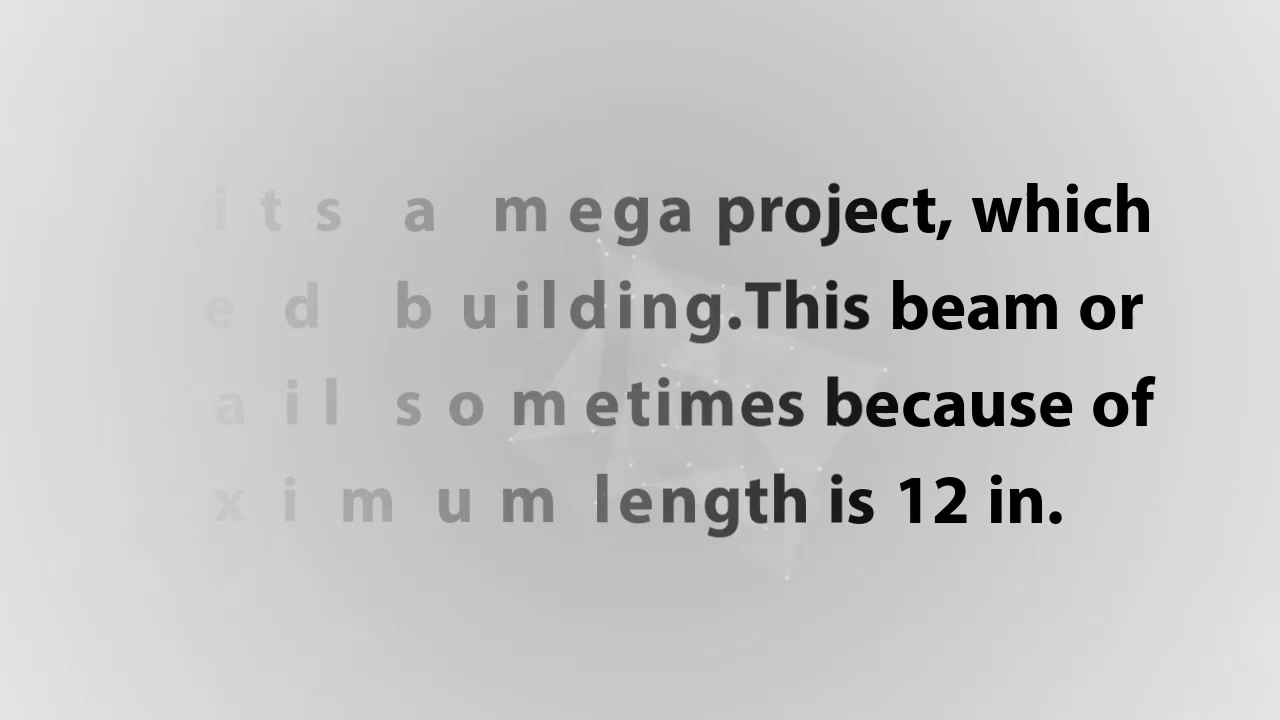 its a mega project, which
ed building.This beam or
ail sometimes because of
ximum length is 12 in.